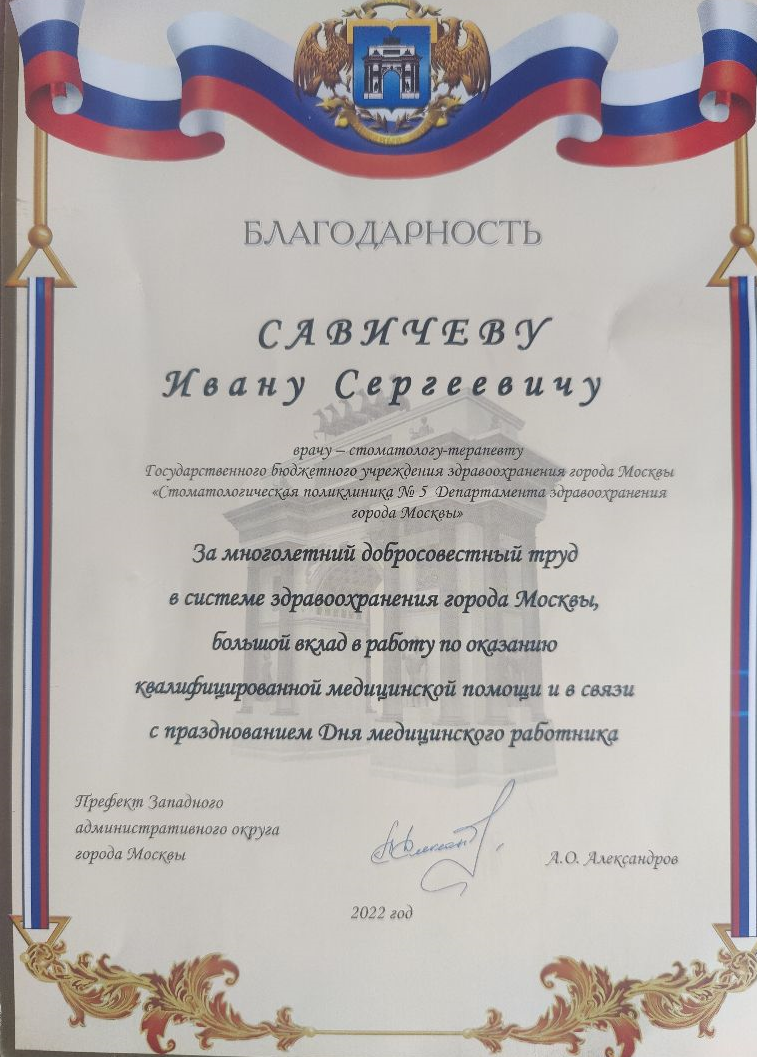 БЛАГОДАРНОСТЬ
САВИЧЕВУ
Ивану Сергеевичу
врачу – стоматологу-терапевту
Государственного бюджетного учреждения здравоохранения города Москвы
«Стоматологическая поликлиника № 5 Департамента здравоохранения
города Москвы»
За многолетний добросовестный труд
в системе здравоохранения города Москвы,
большой вклад в работу по оказанию
квалифицированной медицинской помощи и в связи
с празднованием Дня медицинского работника
Префект Западного
административного округа
города Москвы
А.О. Александров
2022 год